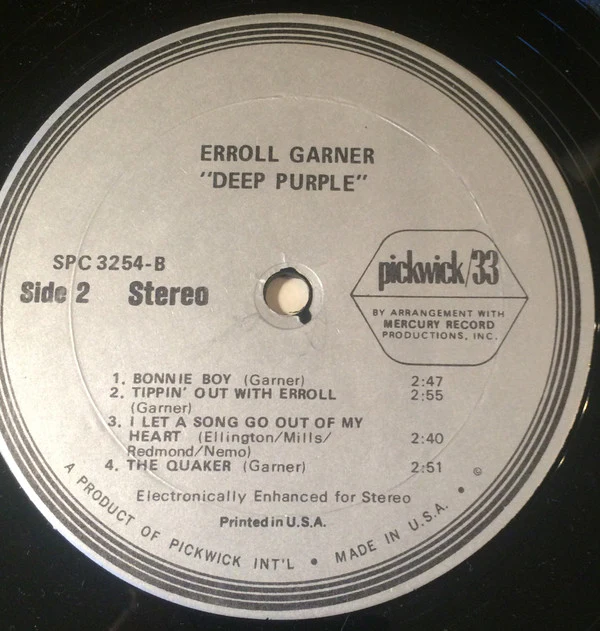 ERROLL GARNER
"DEEP PURPLE"
SPC 3254-B
Side 2 Stereo
pickwick/33
BY ARRANGEMENT WITH
MERCURY RECORD
PRODUCTIONS, INC.
1. BONNIE BOY (Garner) 2:47
2. TIPPIN' OUT WITH ERROLL 2:55
(Garner)
3. I LET A SONG GO OUT OF MY
HEART (Ellington/Mills/ 2:40
Redmond/Nemo)
4. THE QUAKER (Garner) 2:51
Electronically Enhanced for Stereo
Printed in U.S.A.
A PRODUCT OF PICKWICK INT'L • MADE IN U.S.A. • ©